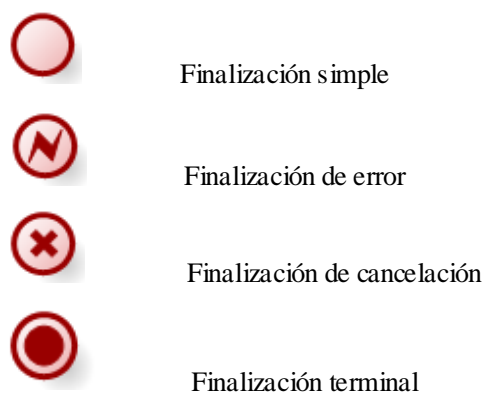 Finalización simple
Finalización de error
Finalización de cancelación
Finalización terminal